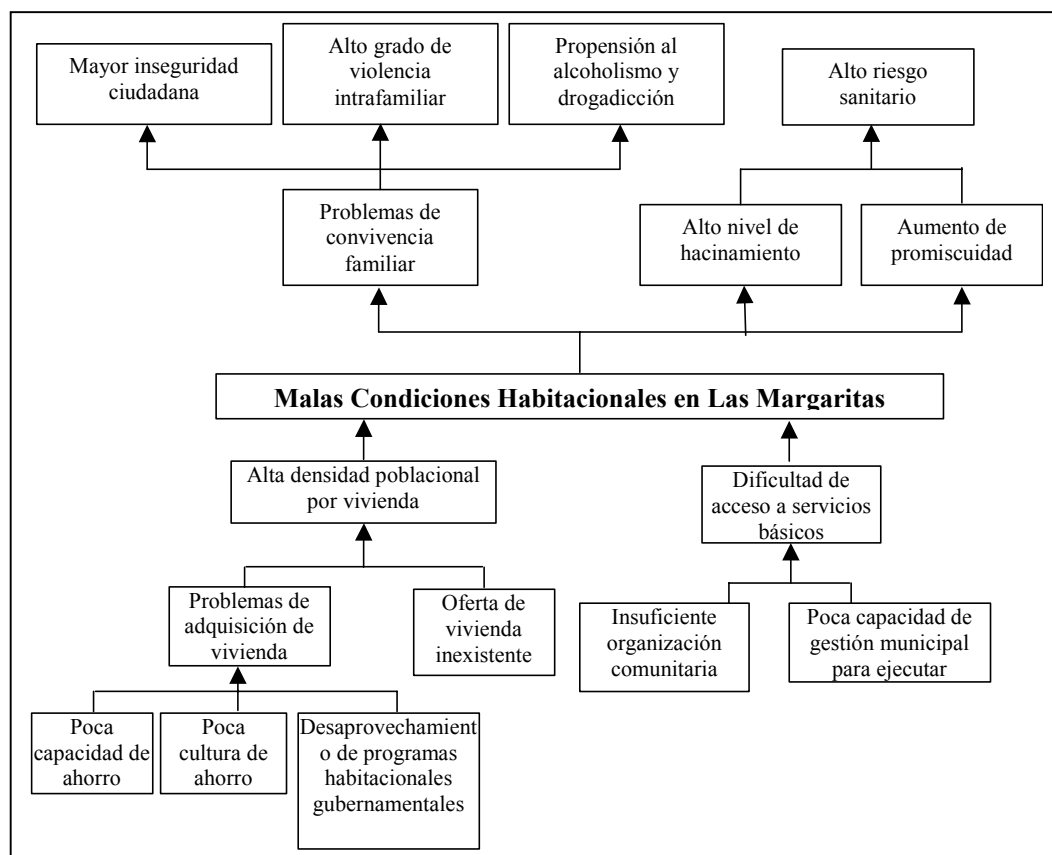 Mayor inseguridad
ciudadana
Alto grado de
violencia
intrafamiliar
Propensión al
alcoholismo y
drogadicción
Alto riesgo
sanitario
Problemas de
convivencia
familiar
Alto nivel de
hacinamiento
Aumento de
promiscuidad
Malas Condiciones Habitacionales en Las Margaritas
Alta densidad poblacional
por vivienda
Dificultad de
acceso a servicios
básicos
Problemas de
adquisición de
vivienda
Oferta de
vivienda
inexistente
Insuficiente
organización
comunitaria
Poca capacidad de
gestión municipal
para ejecutar
Poca
capacidad de
ahorro
Poca
cultura de
ahorro
Desaprovechamient
o de programas
habitacionales
gubernamentales